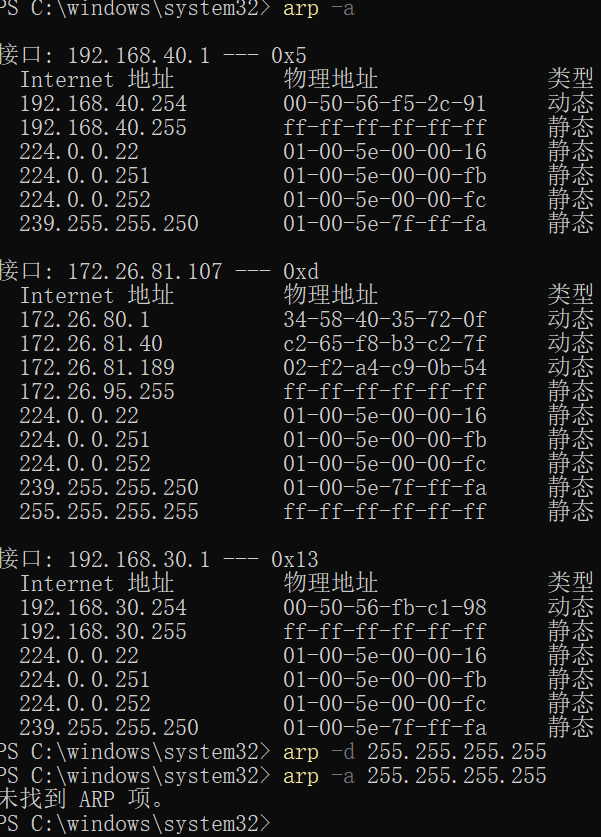 PS C:\windows\system32> arp -a
接口: 192.168.40.1 --- 0x5
Internet 地址 物理地址 类型
192.168.40.254 00-50-56-f5-2c-91 动态
192.168.40.255 ff-ff-ff-ff-ff-ff 静态
224.0.0.22 01-00-5e-00-00-16 静态
224.0.0.251 01-00-5e-00-00-fb 静态
224.0.0.252 01-00-5e-00-00-fc 静态
239.255.255.250 01-00-5e-7f-ff-fa 静态
接口: 172.26.81.107 --- 0xd
Internet 地址 物理地址 类型
172.26.80.1 34-58-40-35-72-0f 动态
172.26.81.40 c2-65-f8-b3-c2-7f 动态
172.26.81.189 02-f2-a4-c9-0b-54 动态
172.26.95.255 ff-ff-ff-ff-ff-ff 静态
224.0.0.22 01-00-5e-00-00-16 静态
224.0.0.251 01-00-5e-00-00-fb 静态
224.0.0.252 01-00-5e-00-00-fc 静态
239.255.255.250 01-00-5e-7f-ff-fa 静态
255.255.255.255 ff-ff-ff-ff-ff-ff 静态
接口: 192.168.30.1 --- 0x13
Internet 地址 物理地址 类型
192.168.30.254 00-50-56-fb-c1-98 动态
192.168.30.255 ff-ff-ff-ff-ff-ff 静态
224.0.0.22 01-00-5e-00-00-16 静态
224.0.0.251 01-00-5e-00-00-fb 静态
224.0.0.252 01-00-5e-00-00-fc 静态
239.255.255.250 01-00-5e-7f-ff-fa 静态
PS C:\windows\system32> arp -d 255.255.255.255
PS C:\windows\system32> arp -a 255.255.255.255
未找到 ARP 项。
PS C:\windows\system32>